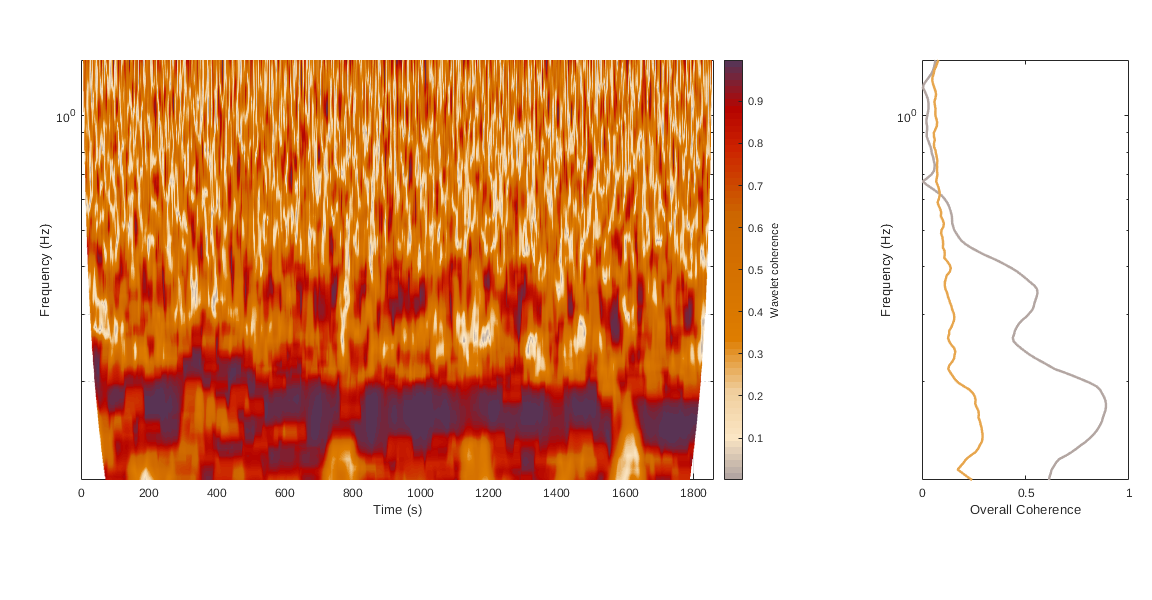 10^0
Frequency (Hz)
0 200 400 600 800 1000 1200 1400 1600 1800
Time (s)
0.9
0.8
0.7
0.6
0.5
0.4
0.3
0.2
0.1
Wavelet coherence
10^0
Frequency (Hz)
0 0.5 1
Overall Coherence